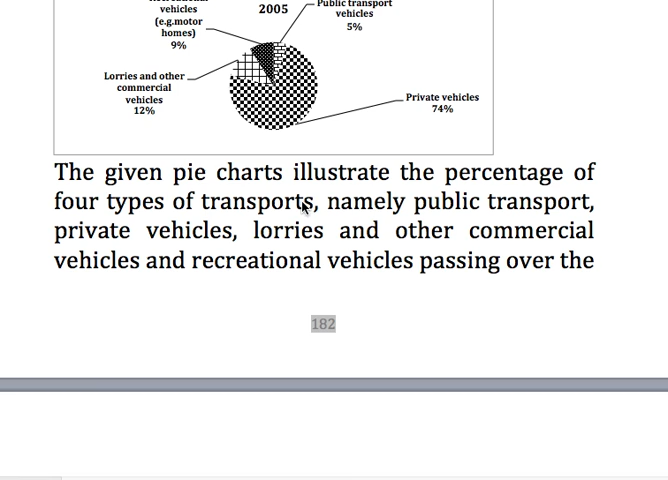 vehicles
(e.g.motor
homes)
9%
2005
Public transport
vehicles
5%
Lorries and other
commercial
vehicles
12%
Private vehicles
74%
The given pie charts illustrate the percentage of
four types of transports, namely public transport,
private vehicles, lorries and other commercial
vehicles and recreational vehicles passing over the
182